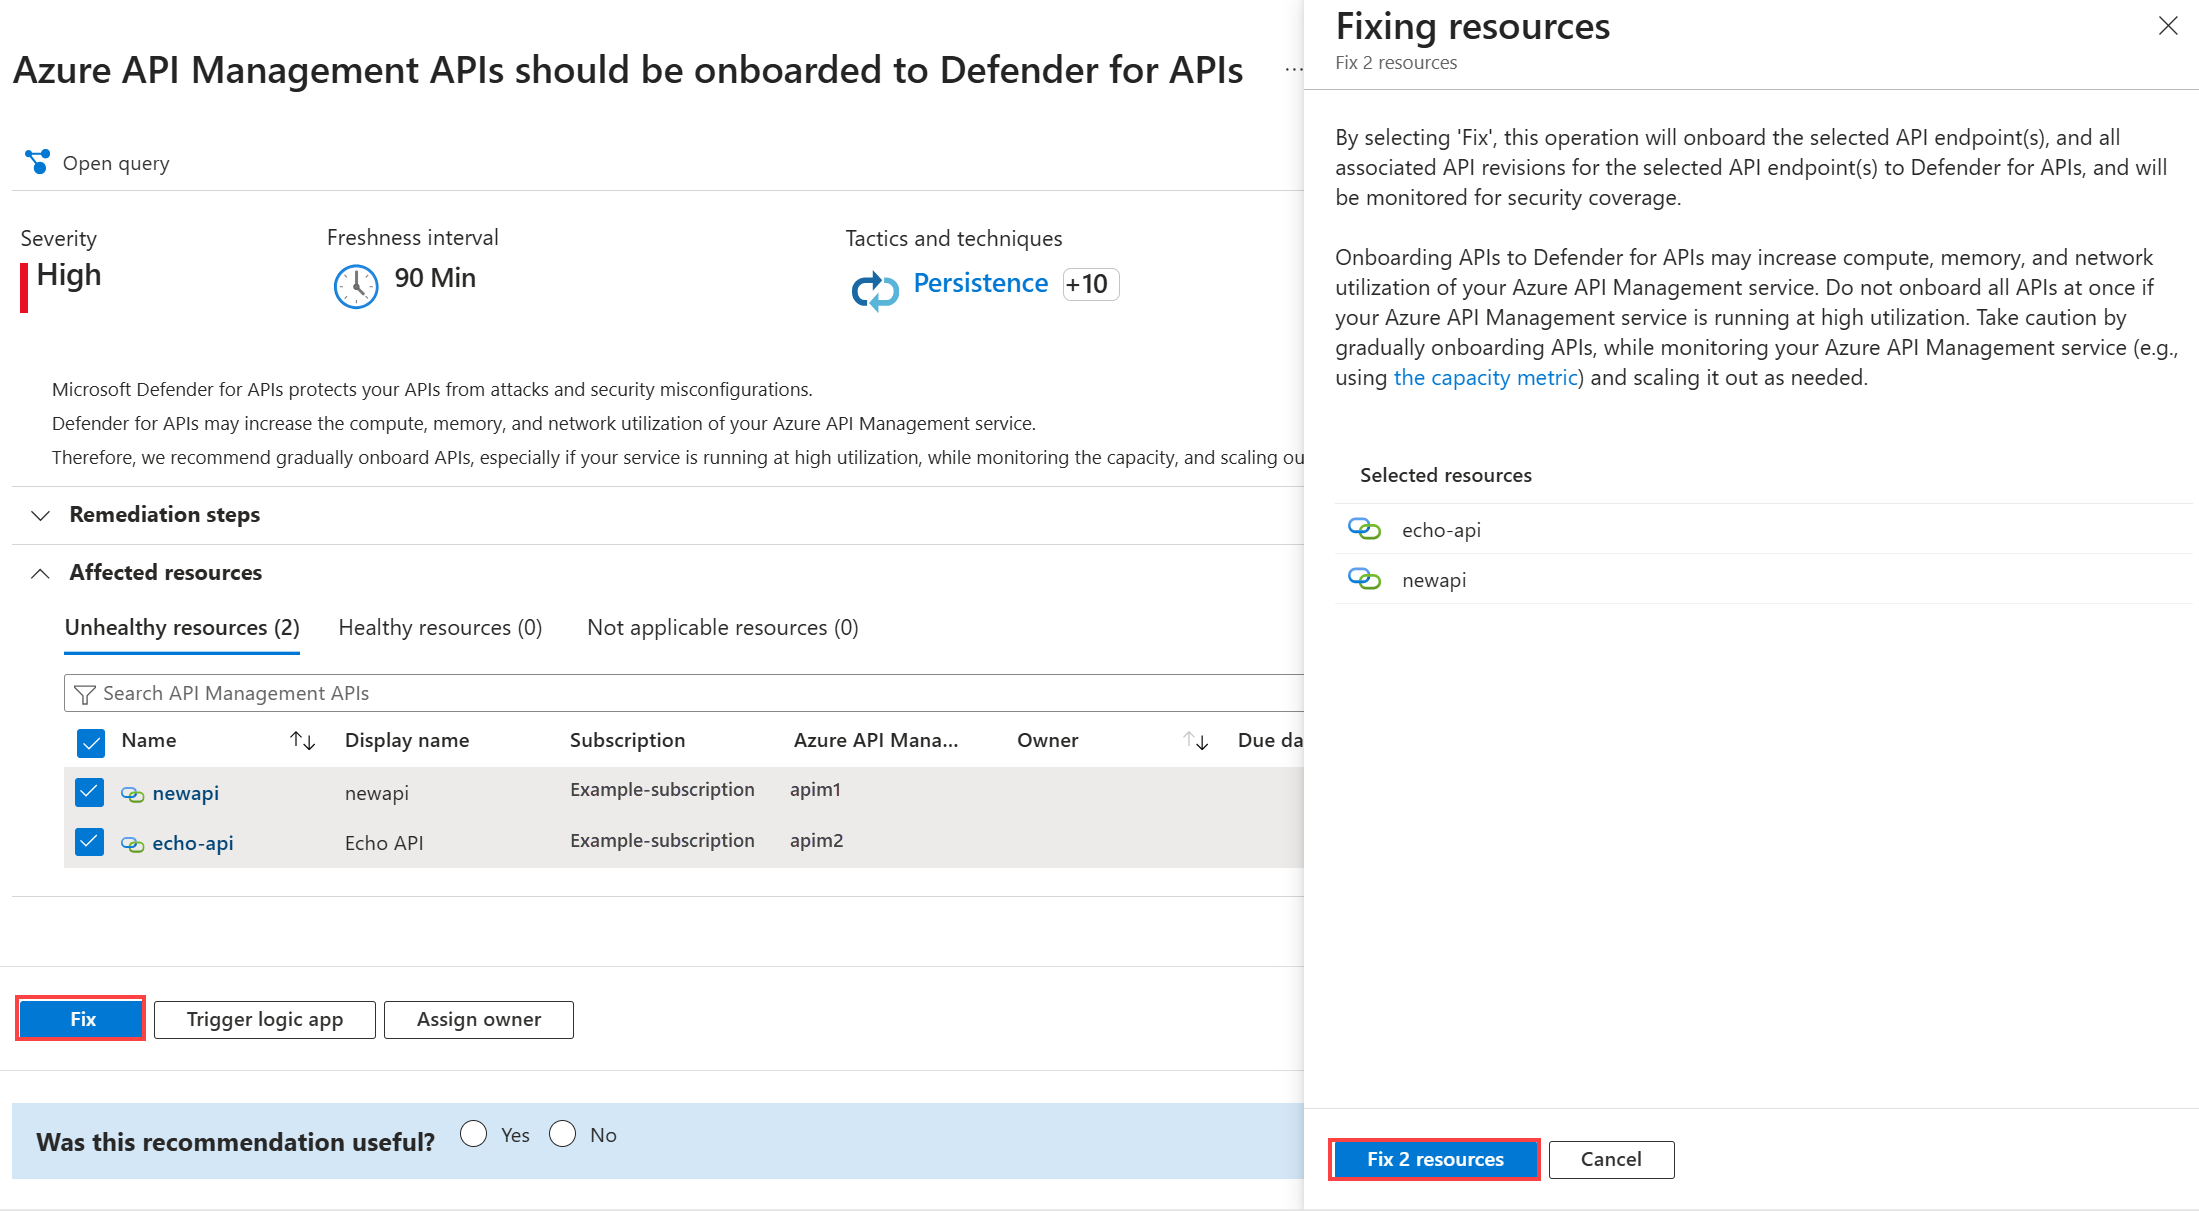 Azure API Management APIs should be onboarded to Defender for APIs ...
Open query
Severity
High
Freshness interval
90 Min
Tactics and techniques
Persistence +10
Microsoft Defender for APIs protects your APIs from attacks and security misconfigurations.
Defender for APIs may increase the compute, memory, and network utilization of your Azure API Management service.
Therefore, we recommend gradually onboard APIs, especially if your service is running at high utilization, while monitoring the capacity, and scaling ou
Remediation steps
Affected resources
Unhealthy resources (2) Healthy resources (0) Not applicable resources (0)
Search API Management APIs
Name Display name Subscription Azure API Mana... Owner Due da
newapi newapi Example-subscription apim1
echo-api Echo API Example-subscription apim2
Fix Trigger logic app Assign owner
Was this recommendation useful? Yes No
Fixing resources
Fix 2 resources
By selecting 'Fix', this operation will onboard the selected API endpoint(s), and all
associated API revisions for the selected API endpoint(s) to Defender for APIs, and will
be monitored for security coverage.
Onboarding APIs to Defender for APIs may increase compute, memory, and network
utilization of your Azure API Management service. Do not onboard all APIs at once if
your Azure API Management service is running at high utilization. Take caution by
gradually onboarding APIs, while monitoring your Azure API Management service (e.g.,
using the capacity metric) and scaling it out as needed.
Selected resources
echo-api
newapi
Fix 2 resources Cancel